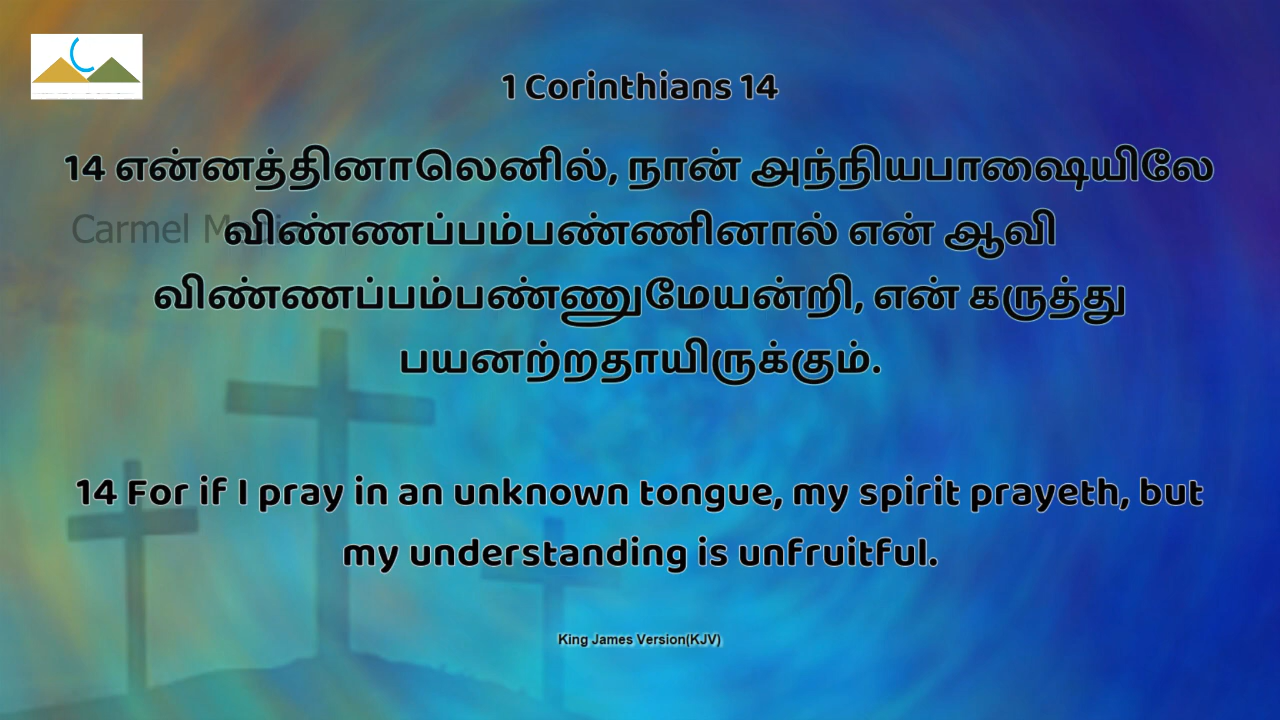 1 Corinthians 14
14 என்னத்தினாலெனில், நான் அந்நியபாஷையிலே
Carmel
விண்ணப்பம்பண்ணினால் என் ஆவி
விண்ணப்பம்பண்ணுமேயன்றி, என் கருத்து
பயனற்றதாயிருக்கும்.
14 For if I pray in an unknown tongue, my spirit prayeth, but
my understanding is unfruitful.
King James Version(KJV)